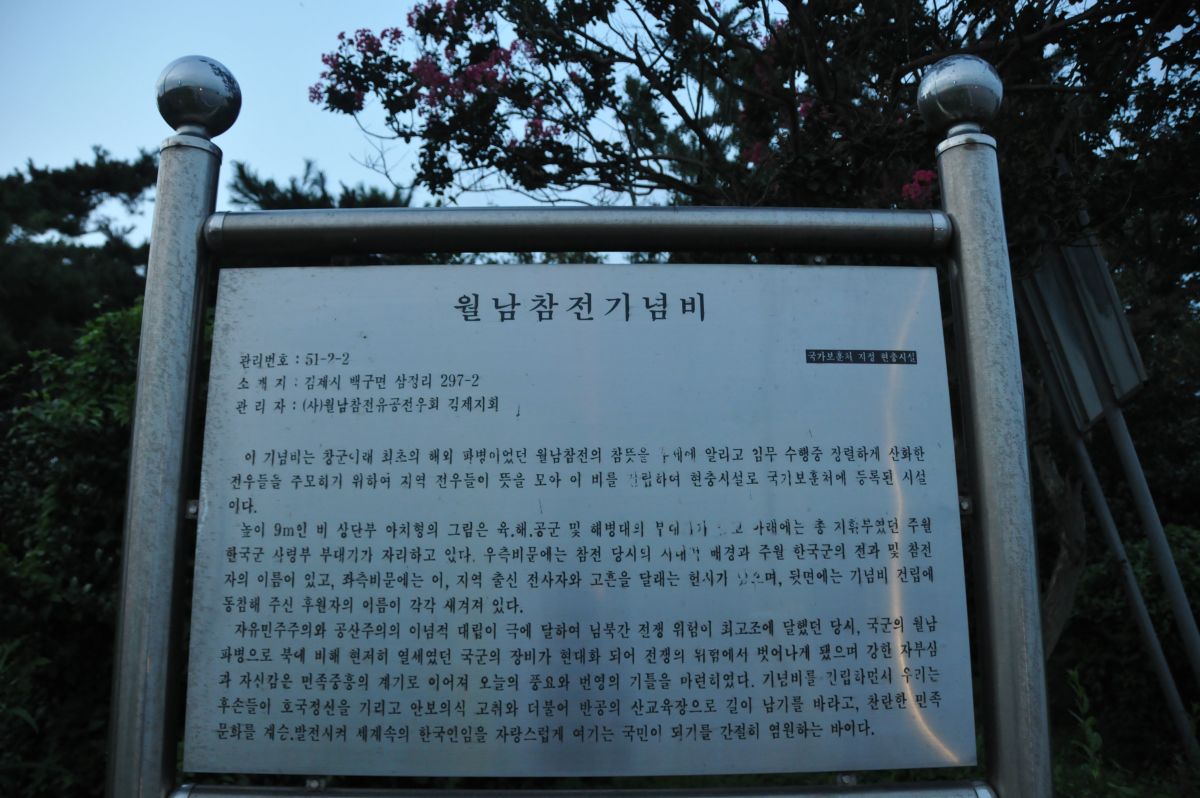 월남참전기념비
관리번호 : 51-2-2
국가보훈처 지정 현충시설
소 재 지 : 김제시 백구면 삼정리 297-2
관 리 자 : (사)월남참전유공전우회 김제지회
이 기념비는 창군이래 최초의 해외 파병이었던 월남참전의 참뜻을 알리고 임무 수행중 장렬하게 산화한
전우들을 추모하기 위하여 지역 전우들이 뜻을 모아 이 비를 건립하여 현충시설로 국가보훈처에 등록된 시설
이다.
높이 9m인 비 상단부 아치형의 그림은 육.해.공군 및 해병대의 아래에는 총 지휘부였던 주월
한국군 사령부 부대기가 자리하고 있다. 우측비문에는 참전 당시의 시대적 배경과 주월 한국군의 전과 및 참전
자의 이름이 있고, 좌측비문에는 이, 지역 출신 전사자와 고혼을 달래는 헌시가 있으며, 뒷면에는 기념비 건립에
동참해 주신 후원자의 이름이 각각 새겨져 있다.
자유민주주의와 공산주의의 이념적 대립이 극에 달하여 남북간 전쟁 위험이 최고조에 달했던 당시, 국군의 월남
파병으로 북에 비해 현저히 열세였던 국군의 장비가 현대화 되어 전쟁의 위험에서 벗어나게 됐으며 강한 자부심
과 자신감은 민족중흥의 계기로 이어져 오늘의 풍요와 번영의 기틀을 마련하였다. 기념비를 건립하면서 우리는
후손들이 호국정신을 기리고 안보의식 고취와 더불어 반공의 산교육장으로 길이 남기를 바라고, 찬란한 민족
문화를 계승.발전시켜 세계속의 한국인임을 자랑스럽게 여기는 국민이 되기를 간절히 염원하는 바이다.